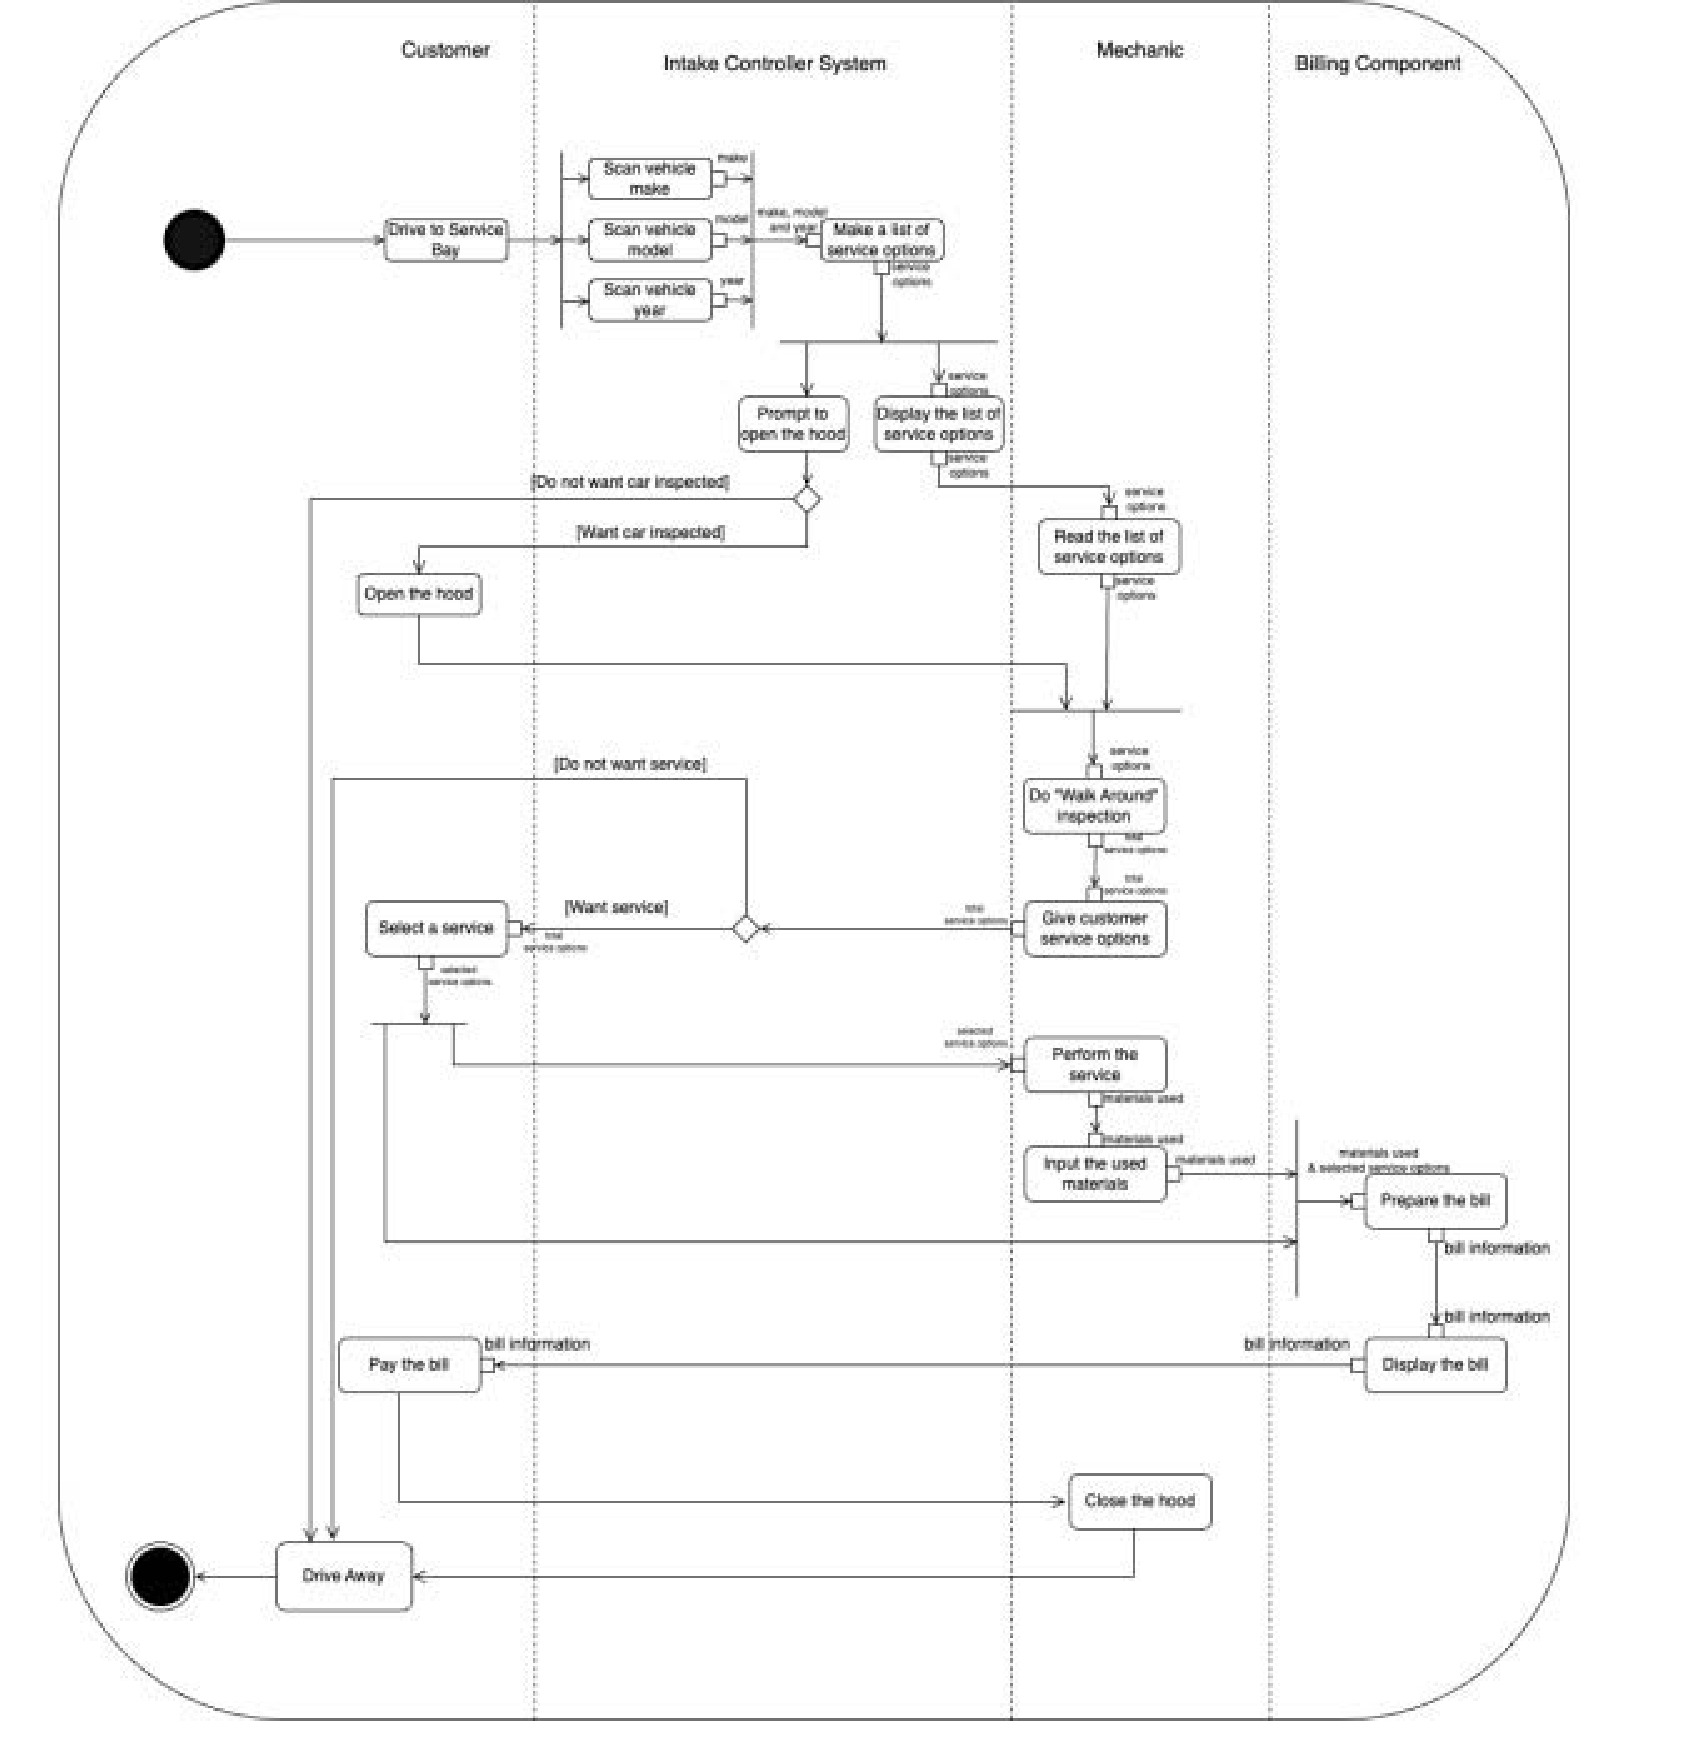 Customer
Intake Controller System
Mechanic
Billing Component
Scan vehicle
make
make
Drive to Service
Bay
Scan vehicle
model
model
make, model
and year
Make a list of
service options
service
options
Scan vehicle
year
year
Prompt to
open the hood
service
options
Display the list of
service options
service
options
[Do not want car inspected]
[Want car inspected]
service
options
Read the list of
service options
service
options
Open the hood
service
options
[Do not want service]
Do "Walk Around"
inspection
total
service options
total
service options
Give customer
service options
total
service options
[Want service]
total
service options
Select a service
selected
service options
selected
service options
Perform the
service
materials used
materials used
Input the used
materials
materials used
materials used
& selected service options
Prepare the bill
bill information
bill information
Display the bill
bill information
bill information
Pay the bill
Close the hood
Drive Away